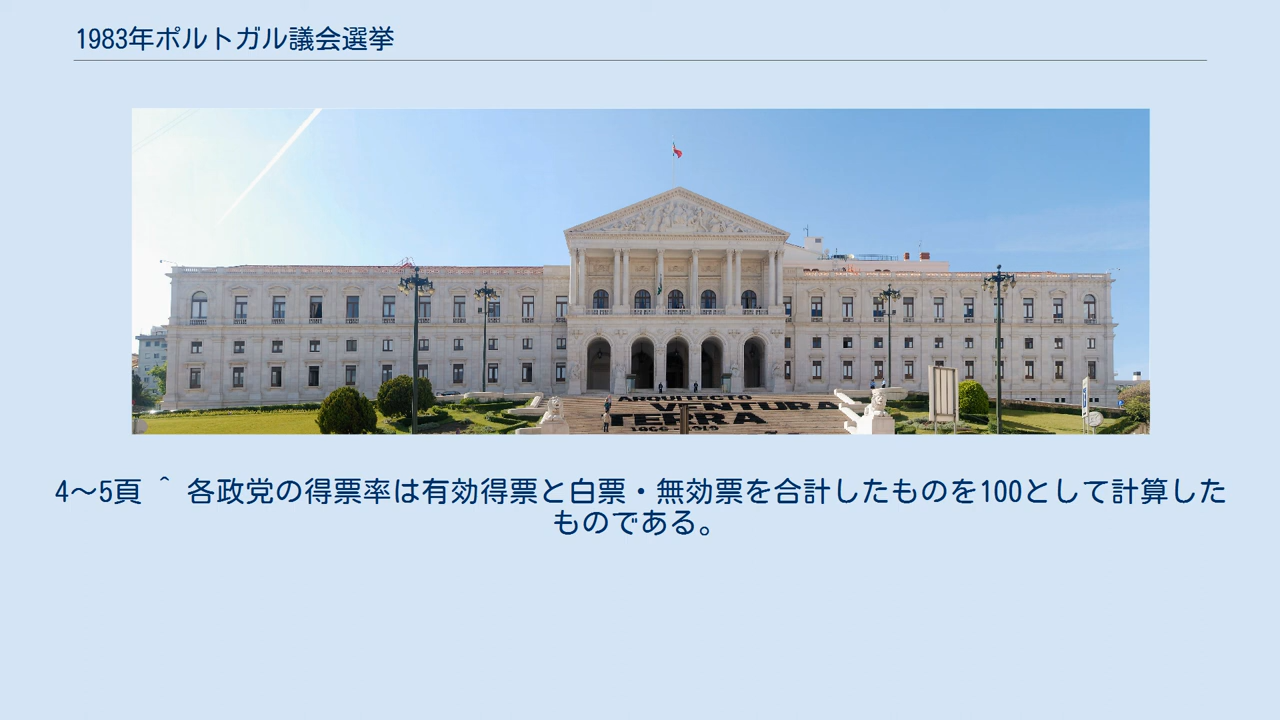 1983年ポルトガル議会選挙
ARQUITECTO
VENTURA
TERRA
1866-2019
4〜5頁 ^ 各政党の得票率は有効得票と白票・無効票を合計したものを100として計算した
ものである。